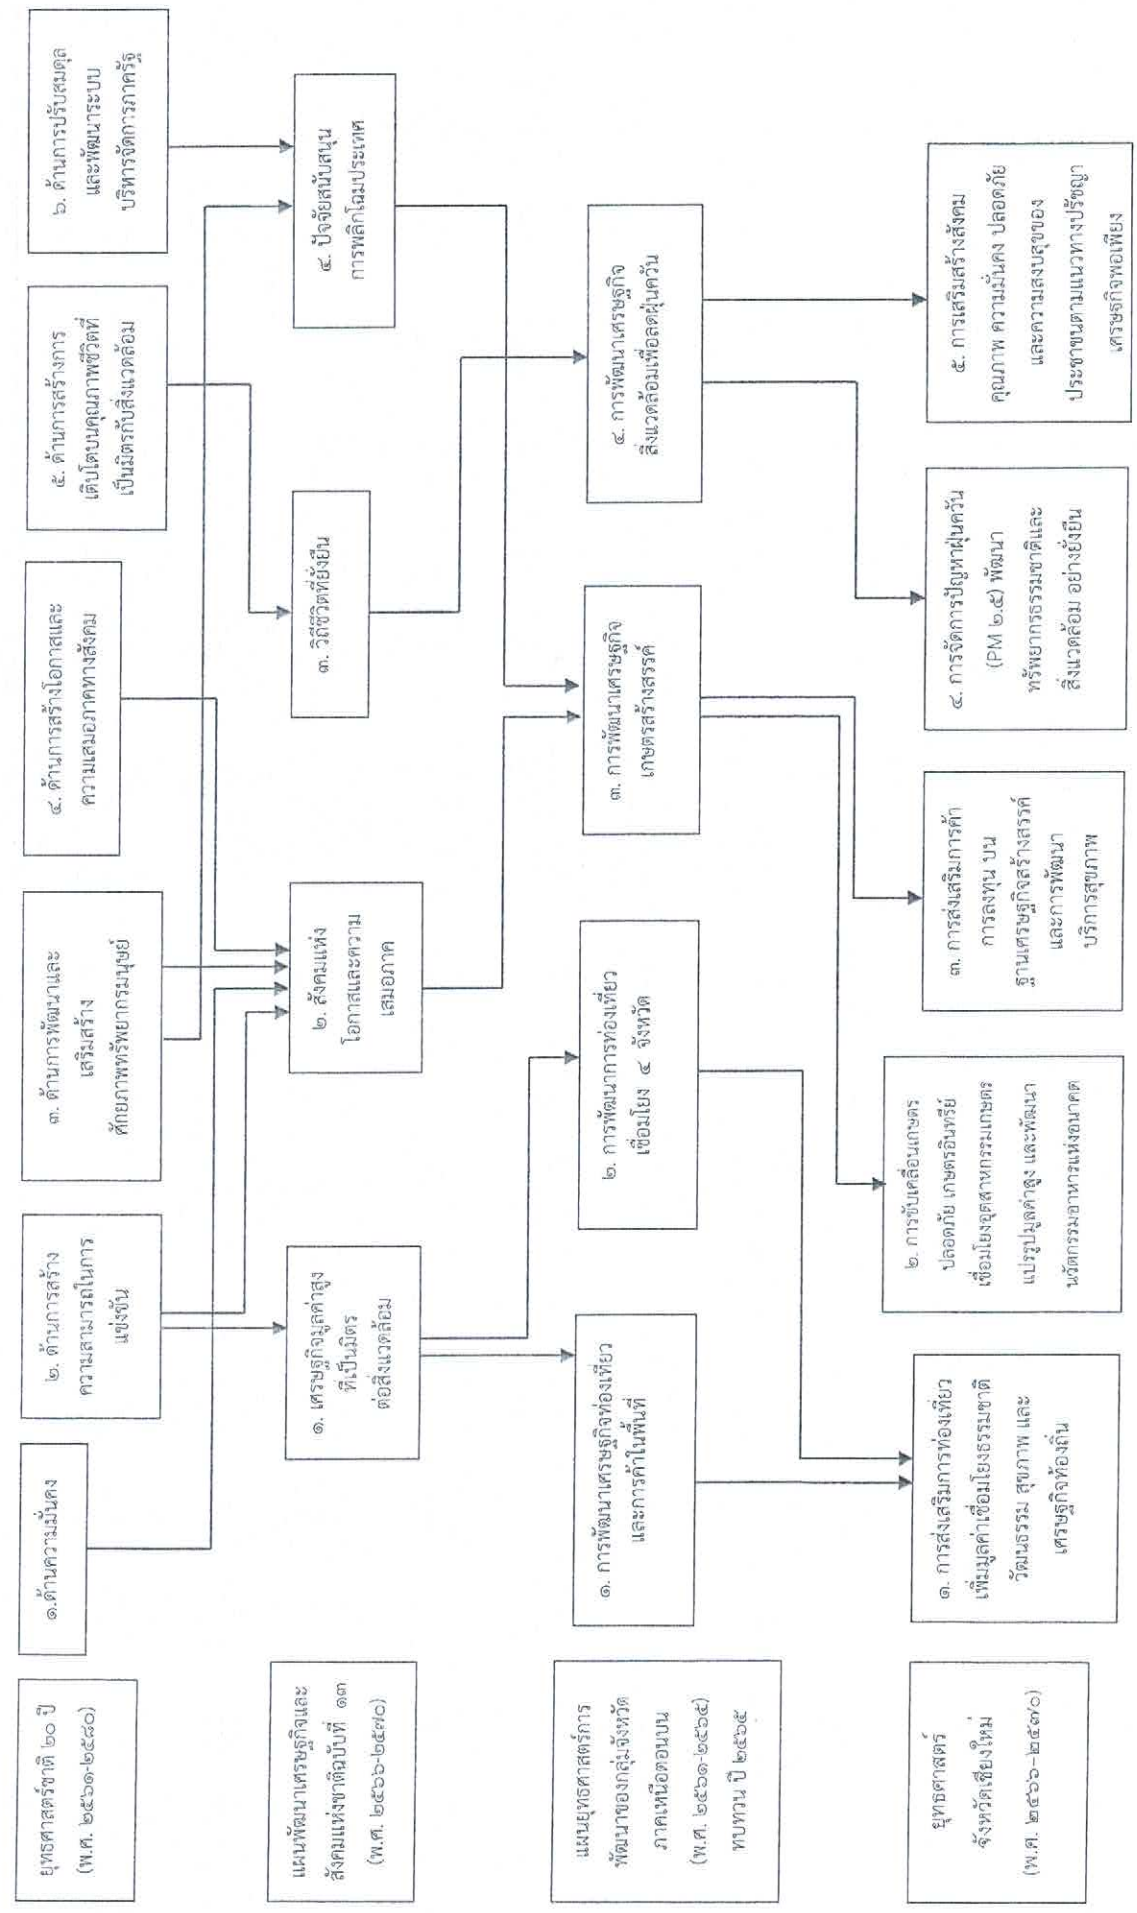 ยุทธศาสตร์ชาติ ๒๐ ปี
(พ.ศ. ๒๕๖๑-๒๕๘๐)
๑.ด้านความมั่นคง
๒. ด้านการสร้าง
ความสามารถในการ
แข่งขัน
๓. ด้านการพัฒนาและ
เสริมสร้าง
ศักยภาพทรัพยากรมนุษย์
๔. ด้านการสร้างโอกาสและ
ความเสมอภาคทางสังคม
๕. ด้านการสร้างการ
เติบโตบนคุณภาพชีวิตที่
เป็นมิตรกับสิ่งแวดล้อม
๖. ด้านการปรับสมดุล
และพัฒนาระบบ
บริหารจัดการภาครัฐ
แผนพัฒนาเศรษฐกิจและ
สังคมแห่งชาติฉบับที่ ๑๓
(พ.ศ. ๒๕๖๖-๒๕๗๐)
๑. เศรษฐกิจมูลค่าสูง
ที่เป็นมิตร
ต่อสิ่งแวดล้อม
๒. สังคมแห่ง
โอกาสและความ
เสมอภาค
๓. วิถีชีวิตที่ยั่งยืน
๔. ปัจจัยสนับสนุน
การพลิกโฉมประเทศ
แผนยุทธศาสตร์การ
พัฒนาของกลุ่มจังหวัด
ภาคเหนือตอนบน
(พ.ศ. ๒๕๖๑-๒๕๖๕)
ทบทวน ปี ๒๕๖๕
๑. การพัฒนาเศรษฐกิจท่องเที่ยว
และการค้าในพื้นที่
๒. การพัฒนาการท่องเที่ยว
เชื่อมโยง ๔ จังหวัด
๓. การพัฒนาเศรษฐกิจ
เกษตรสร้างสรรค์
๔. การพัฒนาเศรษฐกิจ
สิ่งแวดล้อมเพื่อลดฝุ่นควัน
ยุทธศาสตร์
จังหวัดเชียงใหม่
(พ.ศ. ๒๕๖๖-๒๕๗๐)
๑. การส่งเสริมการท่องเที่ยว
เพิ่มมูลค่าเชื่อมโยงธรรมชาติ
วัฒนธรรม สุขภาพ และ
เศรษฐกิจท้องถิ่น
๒. การขับเคลื่อนเกษตร
ปลอดภัย เกษตรอินทรีย์
เชื่อมโยงอุตสาหกรรมเกษตร
แปรรูปมูลค่าสูง และพัฒนา
นวัตกรรมอาหารแห่งอนาคต
๓. การส่งเสริมการค้า
การลงทุน บน
ฐานเศรษฐกิจสร้างสรรค์
และการพัฒนา
บริการสุขภาพ
๔. การจัดการปัญหาฝุ่นควัน
(PM ๒.๕) พัฒนา
ทรัพยากรธรรมชาติและ
สิ่งแวดล้อม อย่างยั่งยืน
๕. การเสริมสร้างสังคม
คุณภาพ ความมั่นคง ปลอดภัย
และความสงบสุขของ
ประชาชนตามแนวทางปรัชญา
เศรษฐกิจพอเพียง